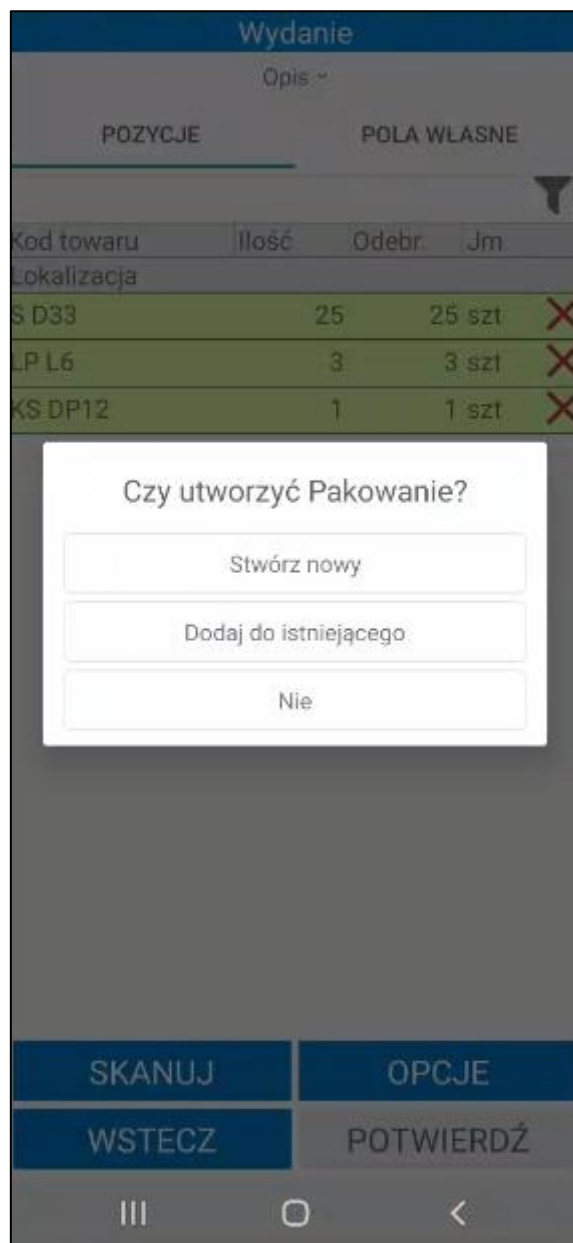 Wydanie
Opis
POZYCJE POLA WŁASNE
Kod towaru Ilość Odebr. Jm
Lokalizacja
S D33 25 25 szt
LP L6 3 3 szt
KS DP12 1 1 szt
Czy utworzyć Pakowanie?
Stwórz nowy
Dodaj do istniejącego
Nie
SKANUJ OPCJE
WSTECZ POTWIERDŹ